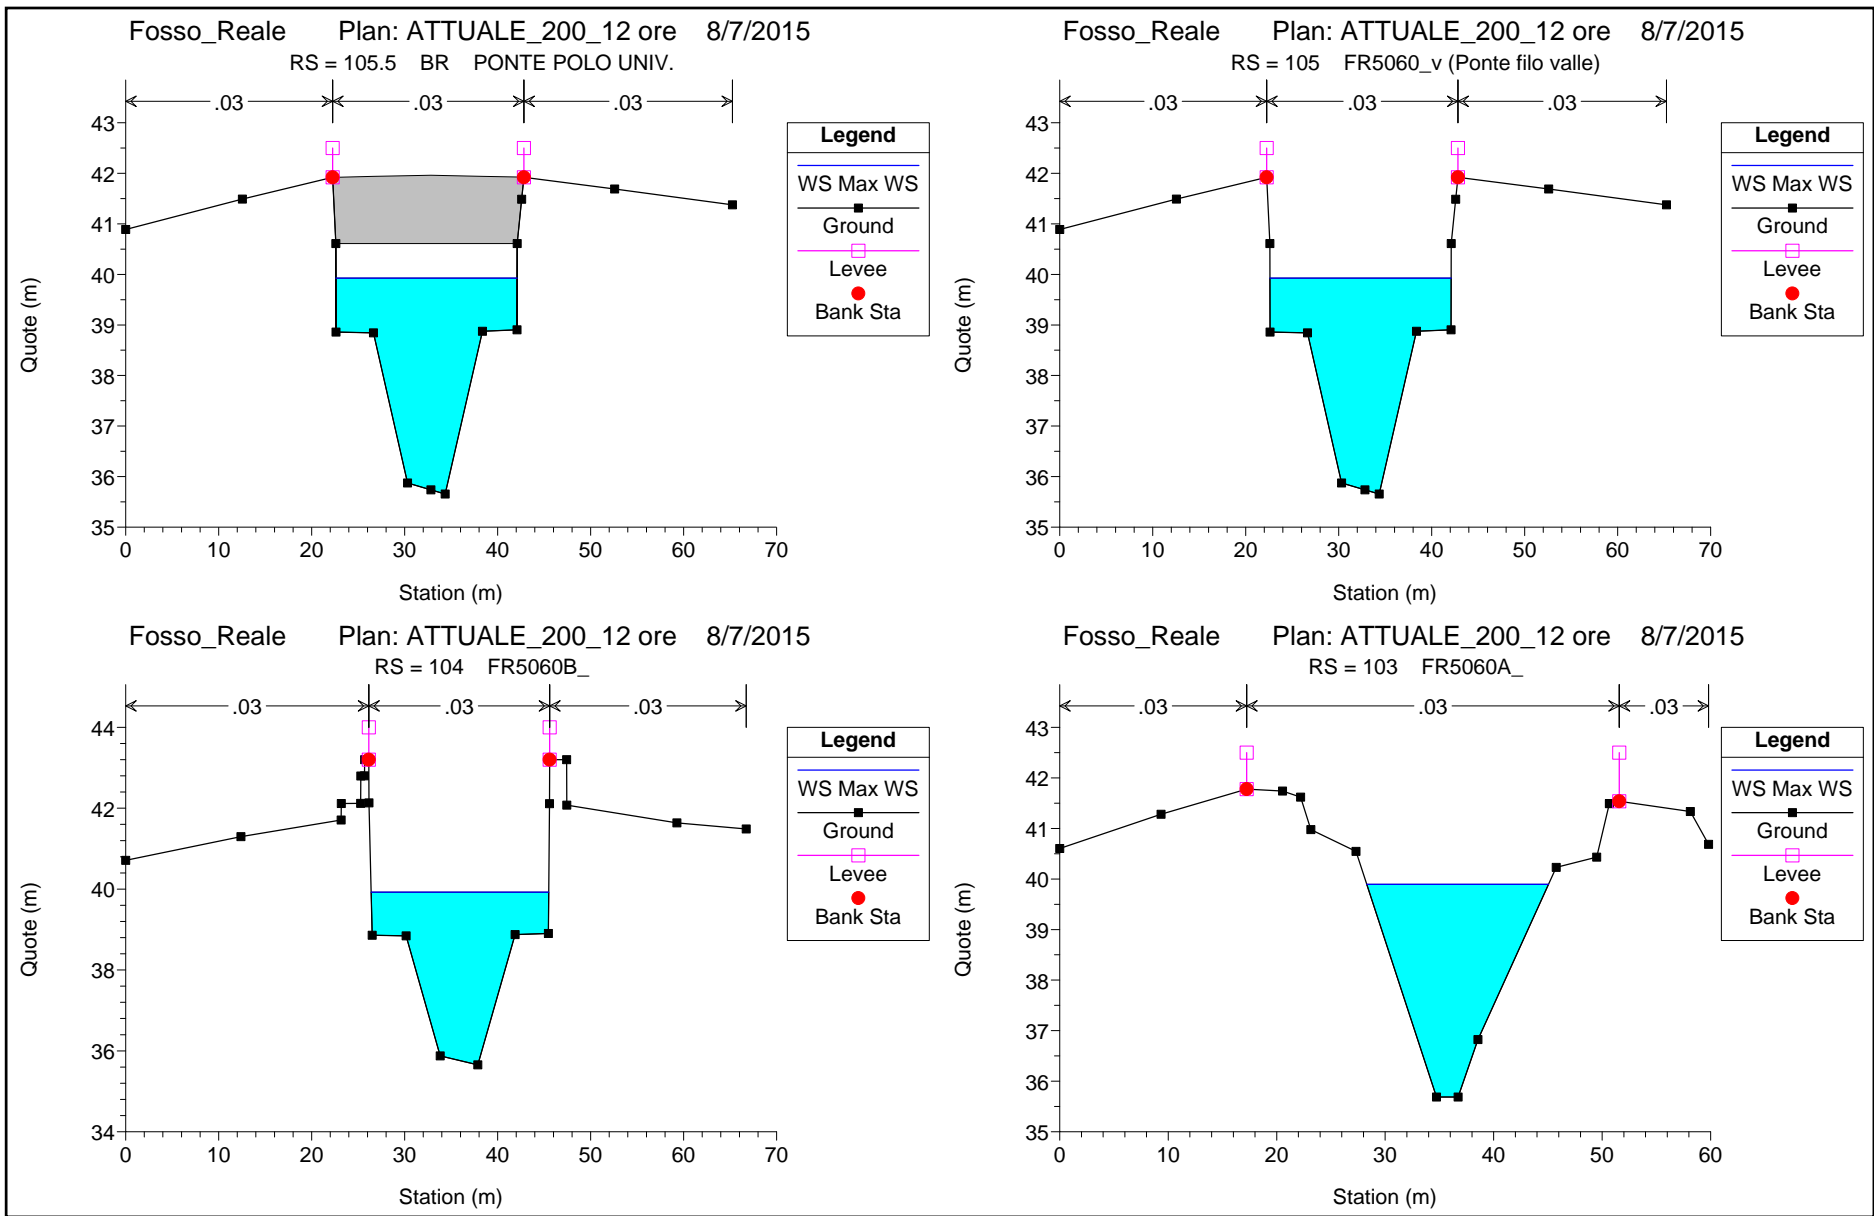 Fosso_Reale Plan: ATTUALE_200_12 ore 8/7/2015
RS = 105.5 BR PONTE POLO UNIV.
.03 .03 .03
43
42
41
40
39
38
37
36
35
0 10 20 30 40 50 60 70
Station (m)
Quote (m)
Legend
WS Max WS
Ground
Levee
Bank Sta
Fosso_Reale Plan: ATTUALE_200_12 ore 8/7/2015
RS = 105 FR5060_v (Ponte filo valle)
.03 .03 .03
43
42
41
40
39
38
37
36
35
0 10 20 30 40 50 60 70
Station (m)
Quote (m)
Legend
WS Max WS
Ground
Levee
Bank Sta
Fosso_Reale Plan: ATTUALE_200_12 ore 8/7/2015
RS = 104 FR5060B_
.03 .03 .03
44
42
40
38
36
34
0 10 20 30 40 50 60 70
Station (m)
Quote (m)
Legend
WS Max WS
Ground
Levee
Bank Sta
Fosso_Reale Plan: ATTUALE_200_12 ore 8/7/2015
RS = 103 FR5060A_
.03 .03 .03
43
42
41
40
39
38
37
36
35
0 10 20 30 40 50 60
Station (m)
Quote (m)
Legend
WS Max WS
Ground
Levee
Bank Sta